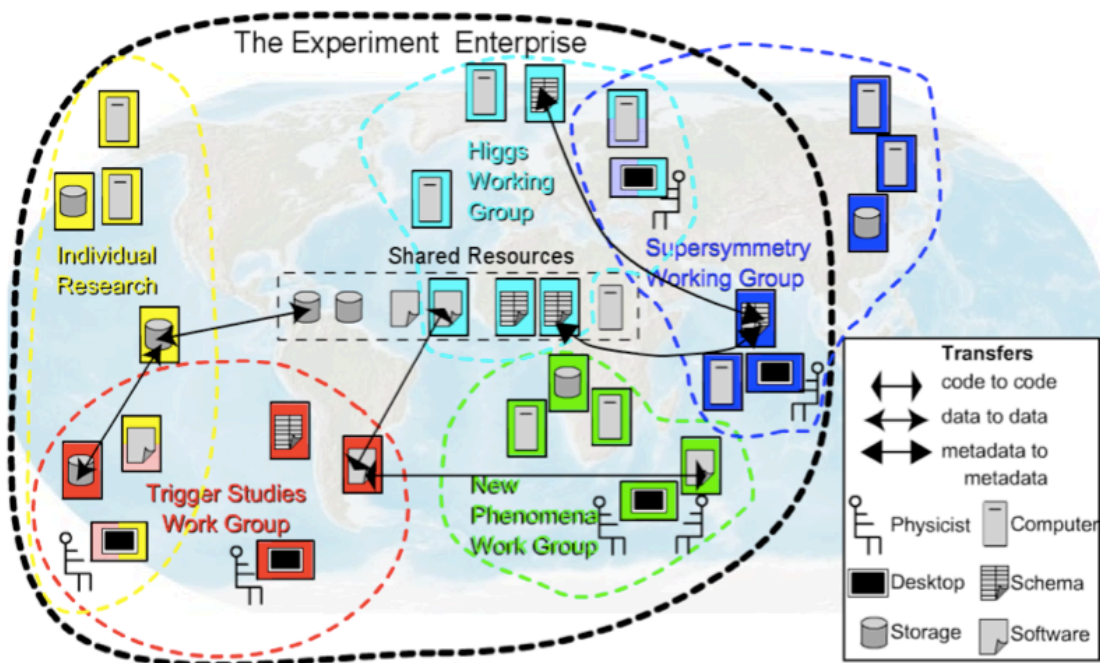 The Experiment Enterprise
Higgs
Working
Group
Individual
Research
Shared Resources
Supersymmetry
Working Group
Trigger Studies
Work Group
New
Phenomena
Work Group
Transfers
code to code
data to data
metadata to
metadata
Physicist
Computer
Desktop
Schema
Storage
Software